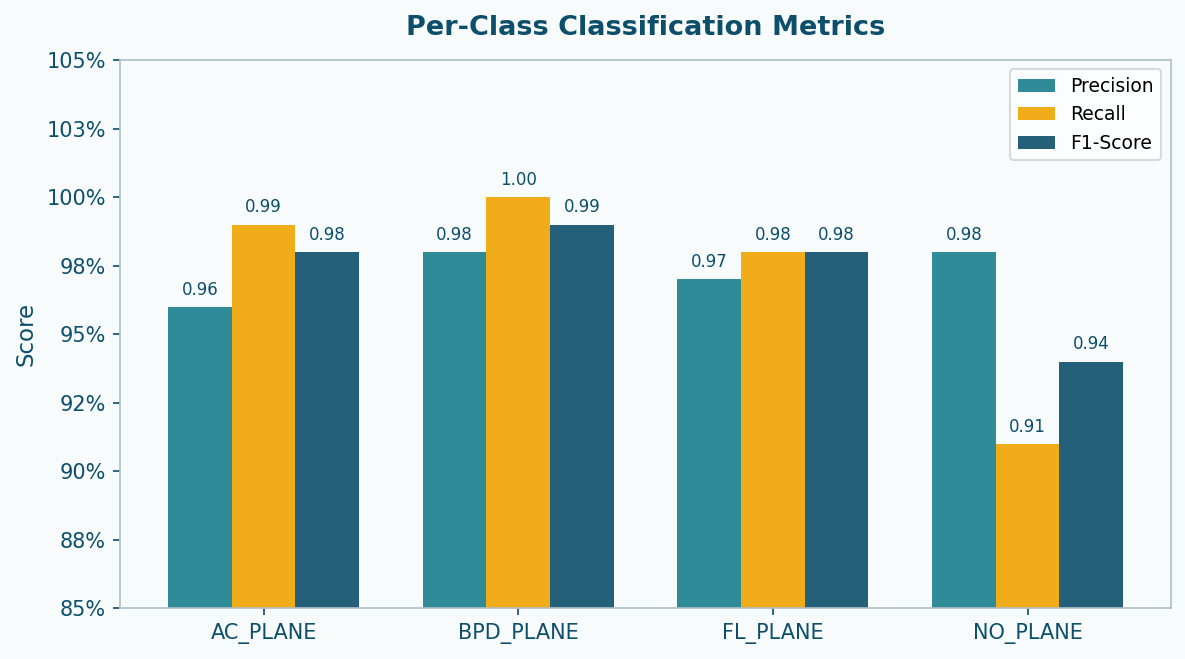 Per-Class Classification Metrics
105%
103%
100%
98%
95%
92%
90%
88%
85%
Score
Precision
Recall
F1-Score
0.96
0.99
0.98
0.98
1.00
0.99
0.97
0.98
0.98
0.98
0.91
0.94
AC_PLANE
BPD_PLANE
FL_PLANE
NO_PLANE